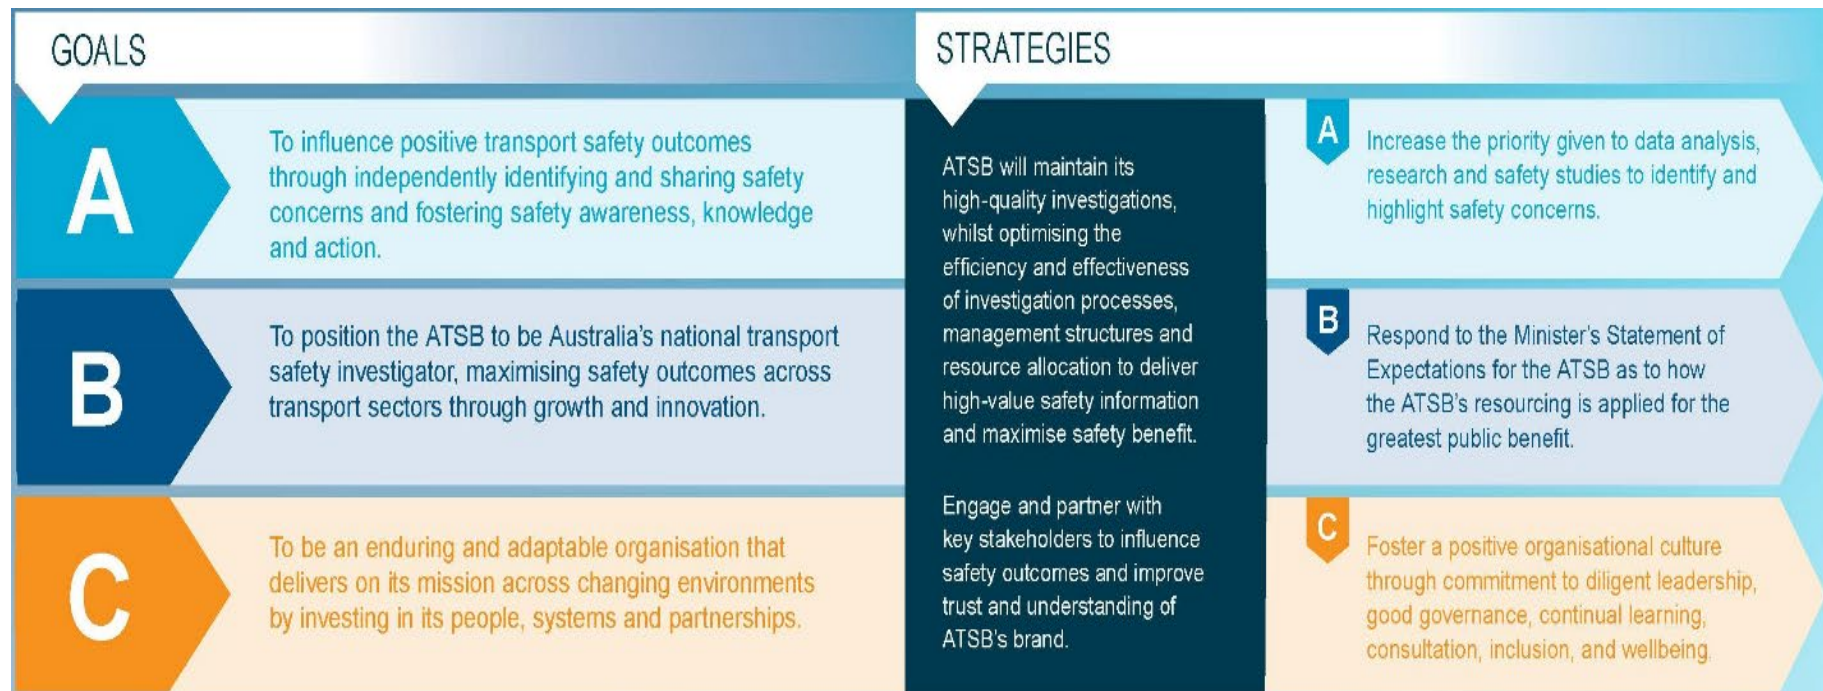 GOALS
A
To influence positive transport safety outcomes
through independently identifying and sharing safety
concerns and fostering safety awareness, knowledge
and action.
B
To position the ATSB to be Australia's national transport
safety investigator, maximising safety outcomes across
transport sectors through growth and innovation.
C
To be an enduring and adaptable organisation that
delivers on its mission across changing environments
by investing in its people, systems and partnerships.
STRATEGIES
ATSB will maintain its
high-quality investigations,
whilst optimising the
efficiency and effectiveness
of investigation processes,
management structures and
resource allocation to deliver
high-value safety information
and maximise safety benefit.
Engage and partner with
key stakeholders to influence
safety outcomes and improve
trust and understanding of
ATSB's brand.
A
Increase the priority given to data analysis,
research and safety studies to identify and
highlight safety concerns.
B
Respond to the Minister's Statement of
Expectations for the ATSB as to how
the ATSB's resourcing is applied for the
greatest public benefit.
C
Foster a positive organisational culture
through commitment to diligent leadership,
good governance, continual learning,
consultation, inclusion, and wellbeing.